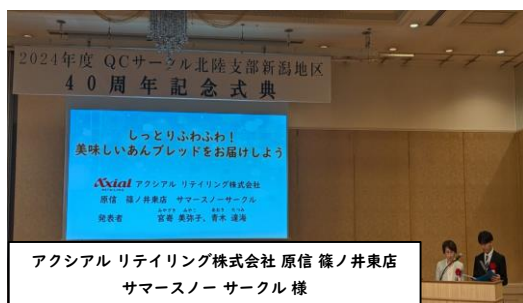 2024年度 QCサークル北陸支部新潟地区
40周年記念式典
しっとりふわふわ!
美味しいあんブレッドをお届けしよう
Axial アクシアル リテイリング株式会社
原信 篠ノ井東店 サマースノーサークル
発表者 宮嵜 美弥子、青木 達海
アクシアル リテイリング株式会社 原信 篠ノ井東店
サマースノー サークル 様